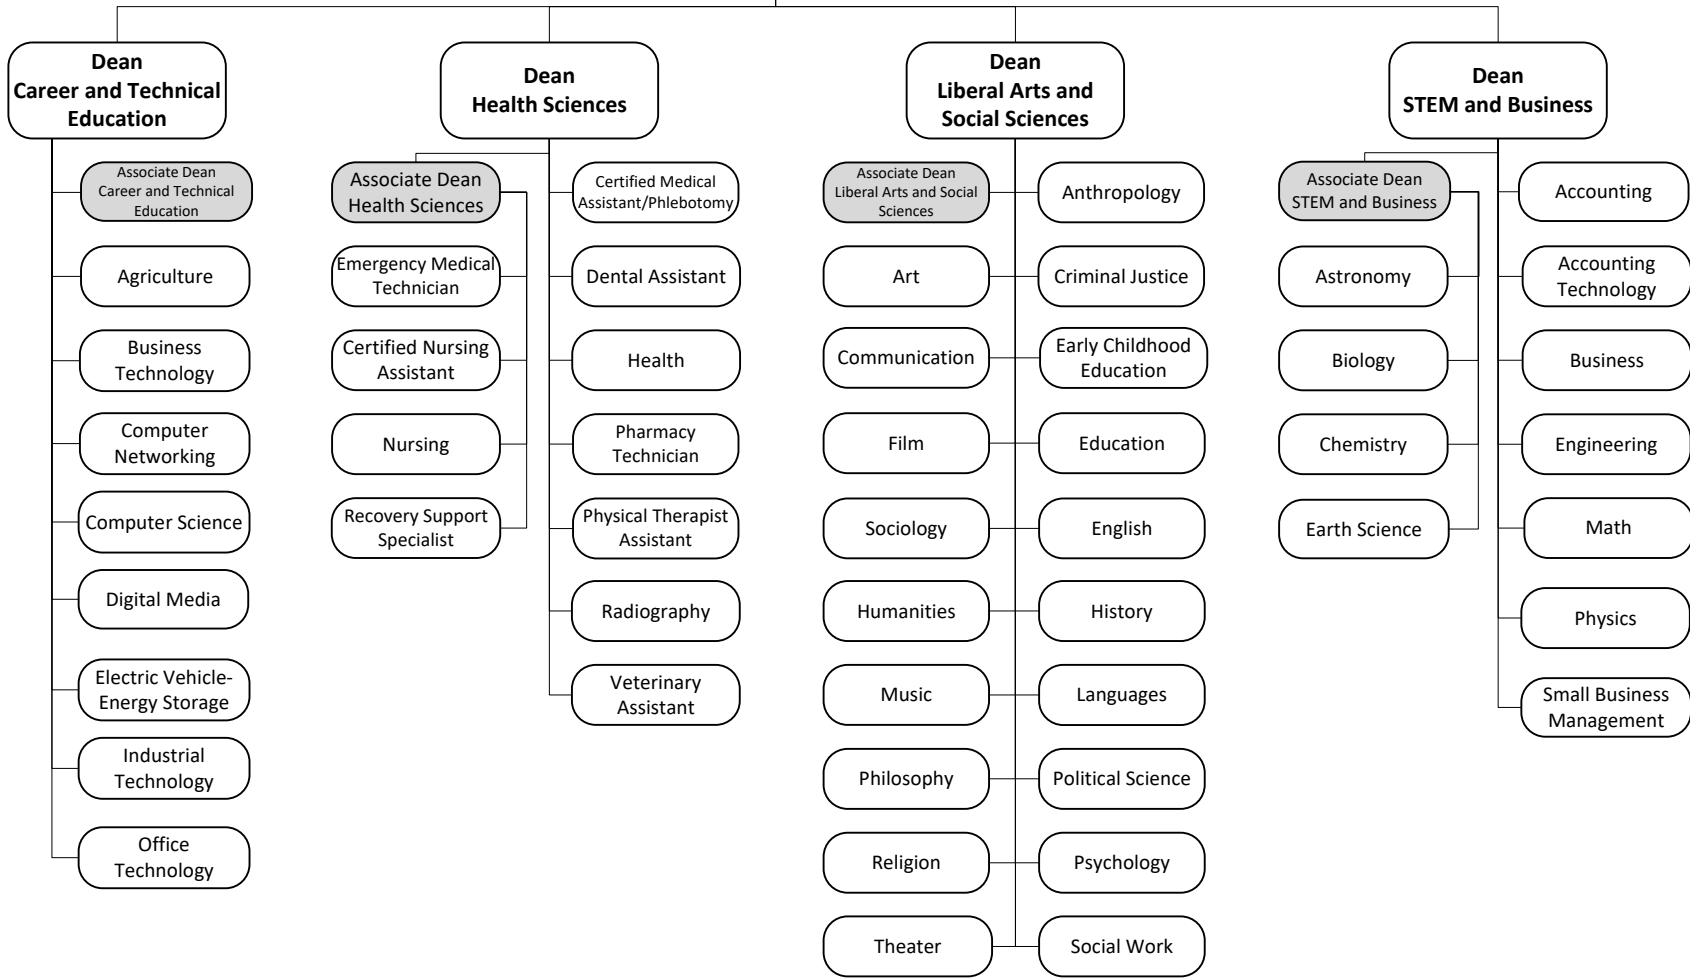 Dean
Career and Technical
Education
Associate Dean
Career and Technical
Education
Agriculture
Business
Technology
Computer
Networking
Computer Science
Digital Media
Electric Vehicle-
Energy Storage
Industrial
Technology
Office
Technology
Dean
Health Sciences
Associate Dean
Health Sciences
Emergency Medical
Technician
Certified Nursing
Assistant
Nursing
Recovery Support
Specialist
Certified Medical
Assistant/Phlebotomy
Dental Assistant
Health
Pharmacy
Technician
Physical Therapist
Assistant
Radiography
Veterinary
Assistant
Dean
Liberal Arts and
Social Sciences
Associate Dean
Liberal Arts and Social
Sciences
Art
Communication
Film
Sociology
Humanities
Music
Philosophy
Religion
Theater
Anthropology
Criminal Justice
Early Childhood
Education
Education
English
History
Languages
Political Science
Psychology
Social Work
Dean
STEM and Business
Associate Dean
STEM and Business
Astronomy
Biology
Chemistry
Earth Science
Accounting
Accounting
Technology
Business
Engineering
Math
Physics
Small Business
Management